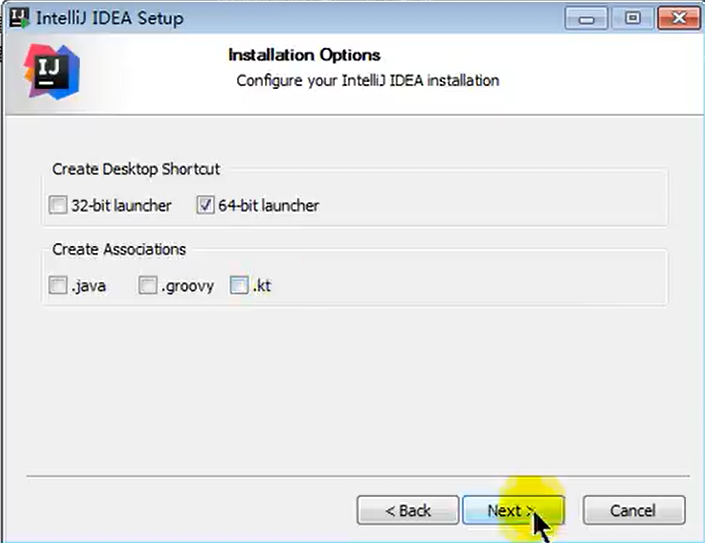 IntelliJ IDEA Setup
IJ
Installation Options
Configure your IntelliJ IDEA installation
Create Desktop Shortcut
32-bit launcher 64-bit launcher
Create Associations
.java .groovy .kt
< Back Next > Cancel